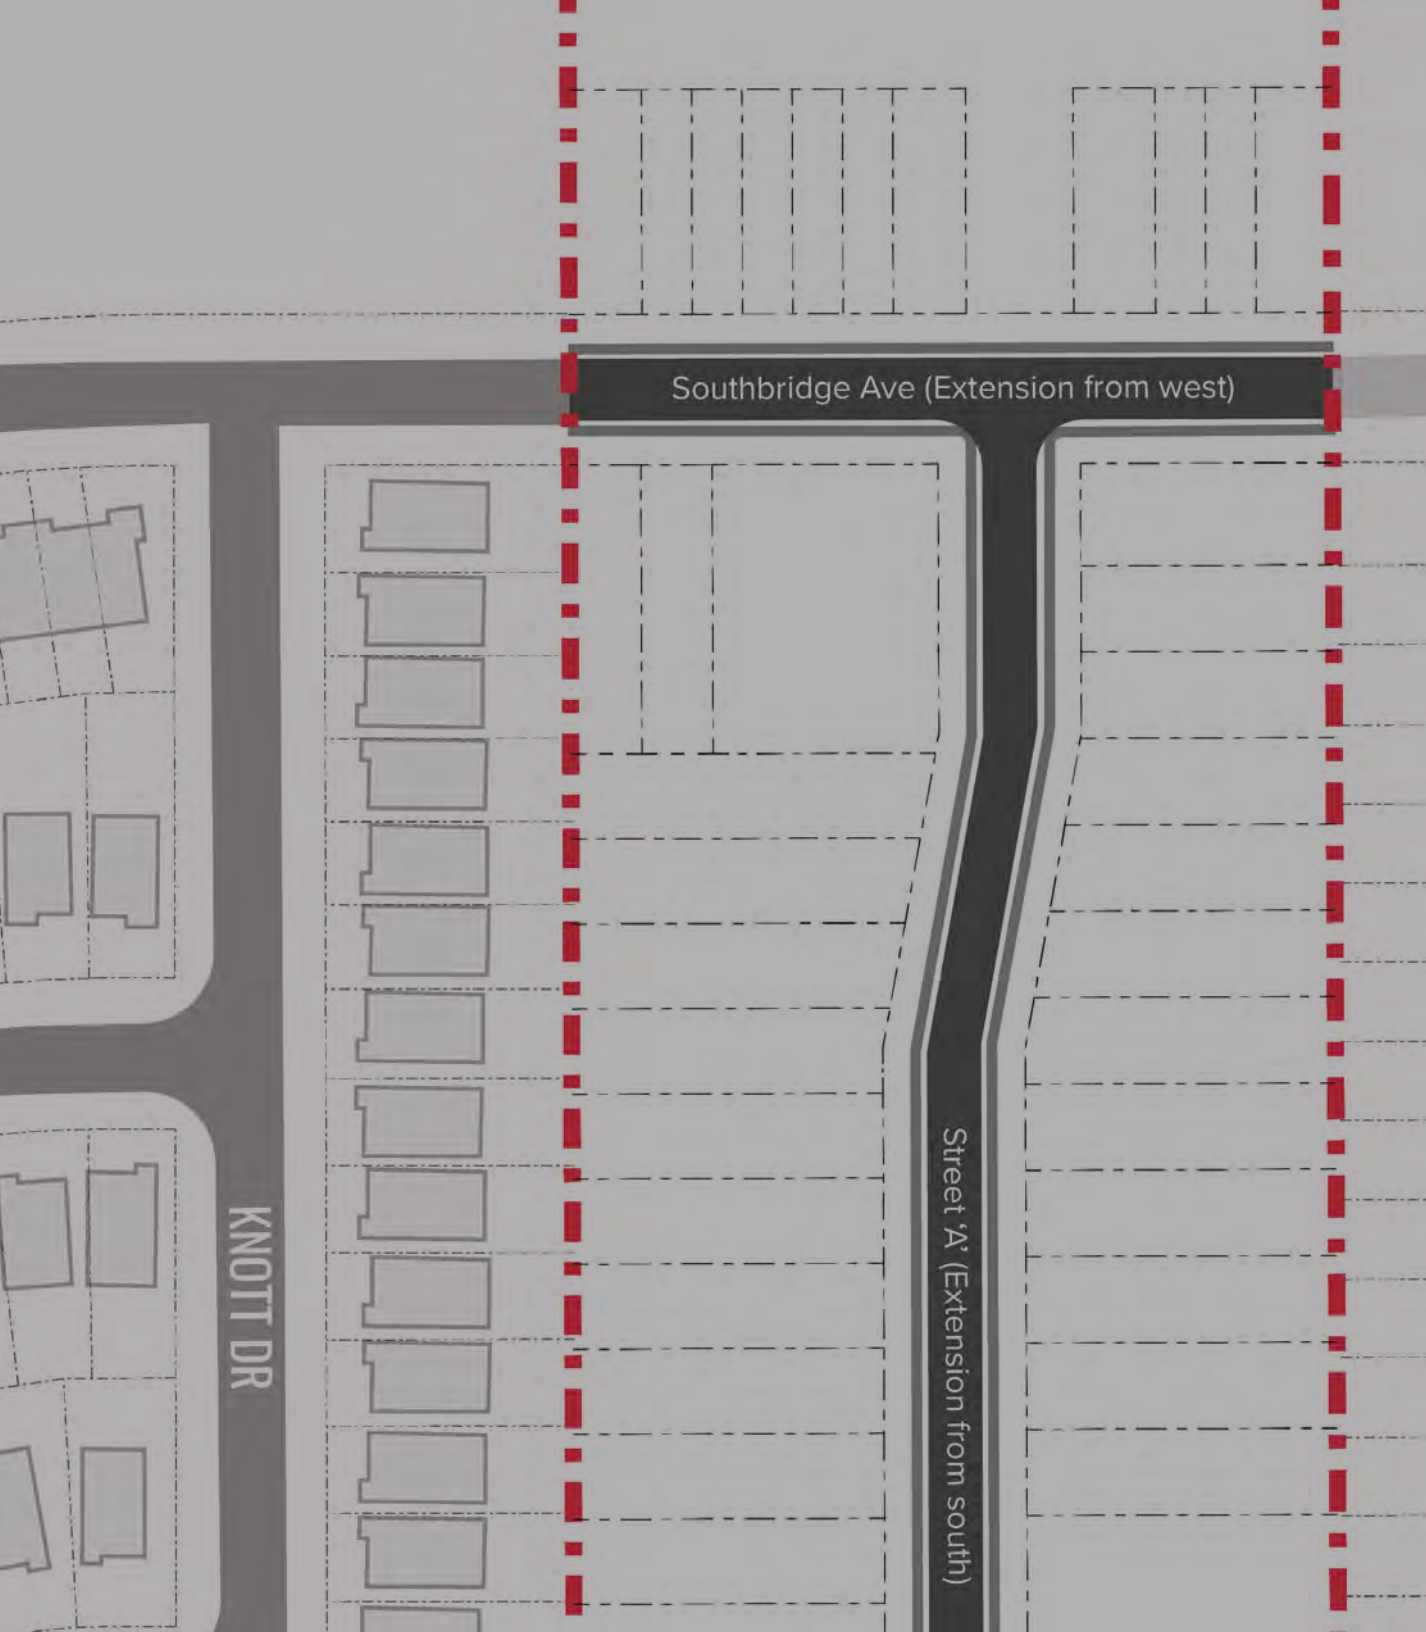 Southbridge Ave (Extension from west)
KNOTT DR
Street 'A' (Extension from south)